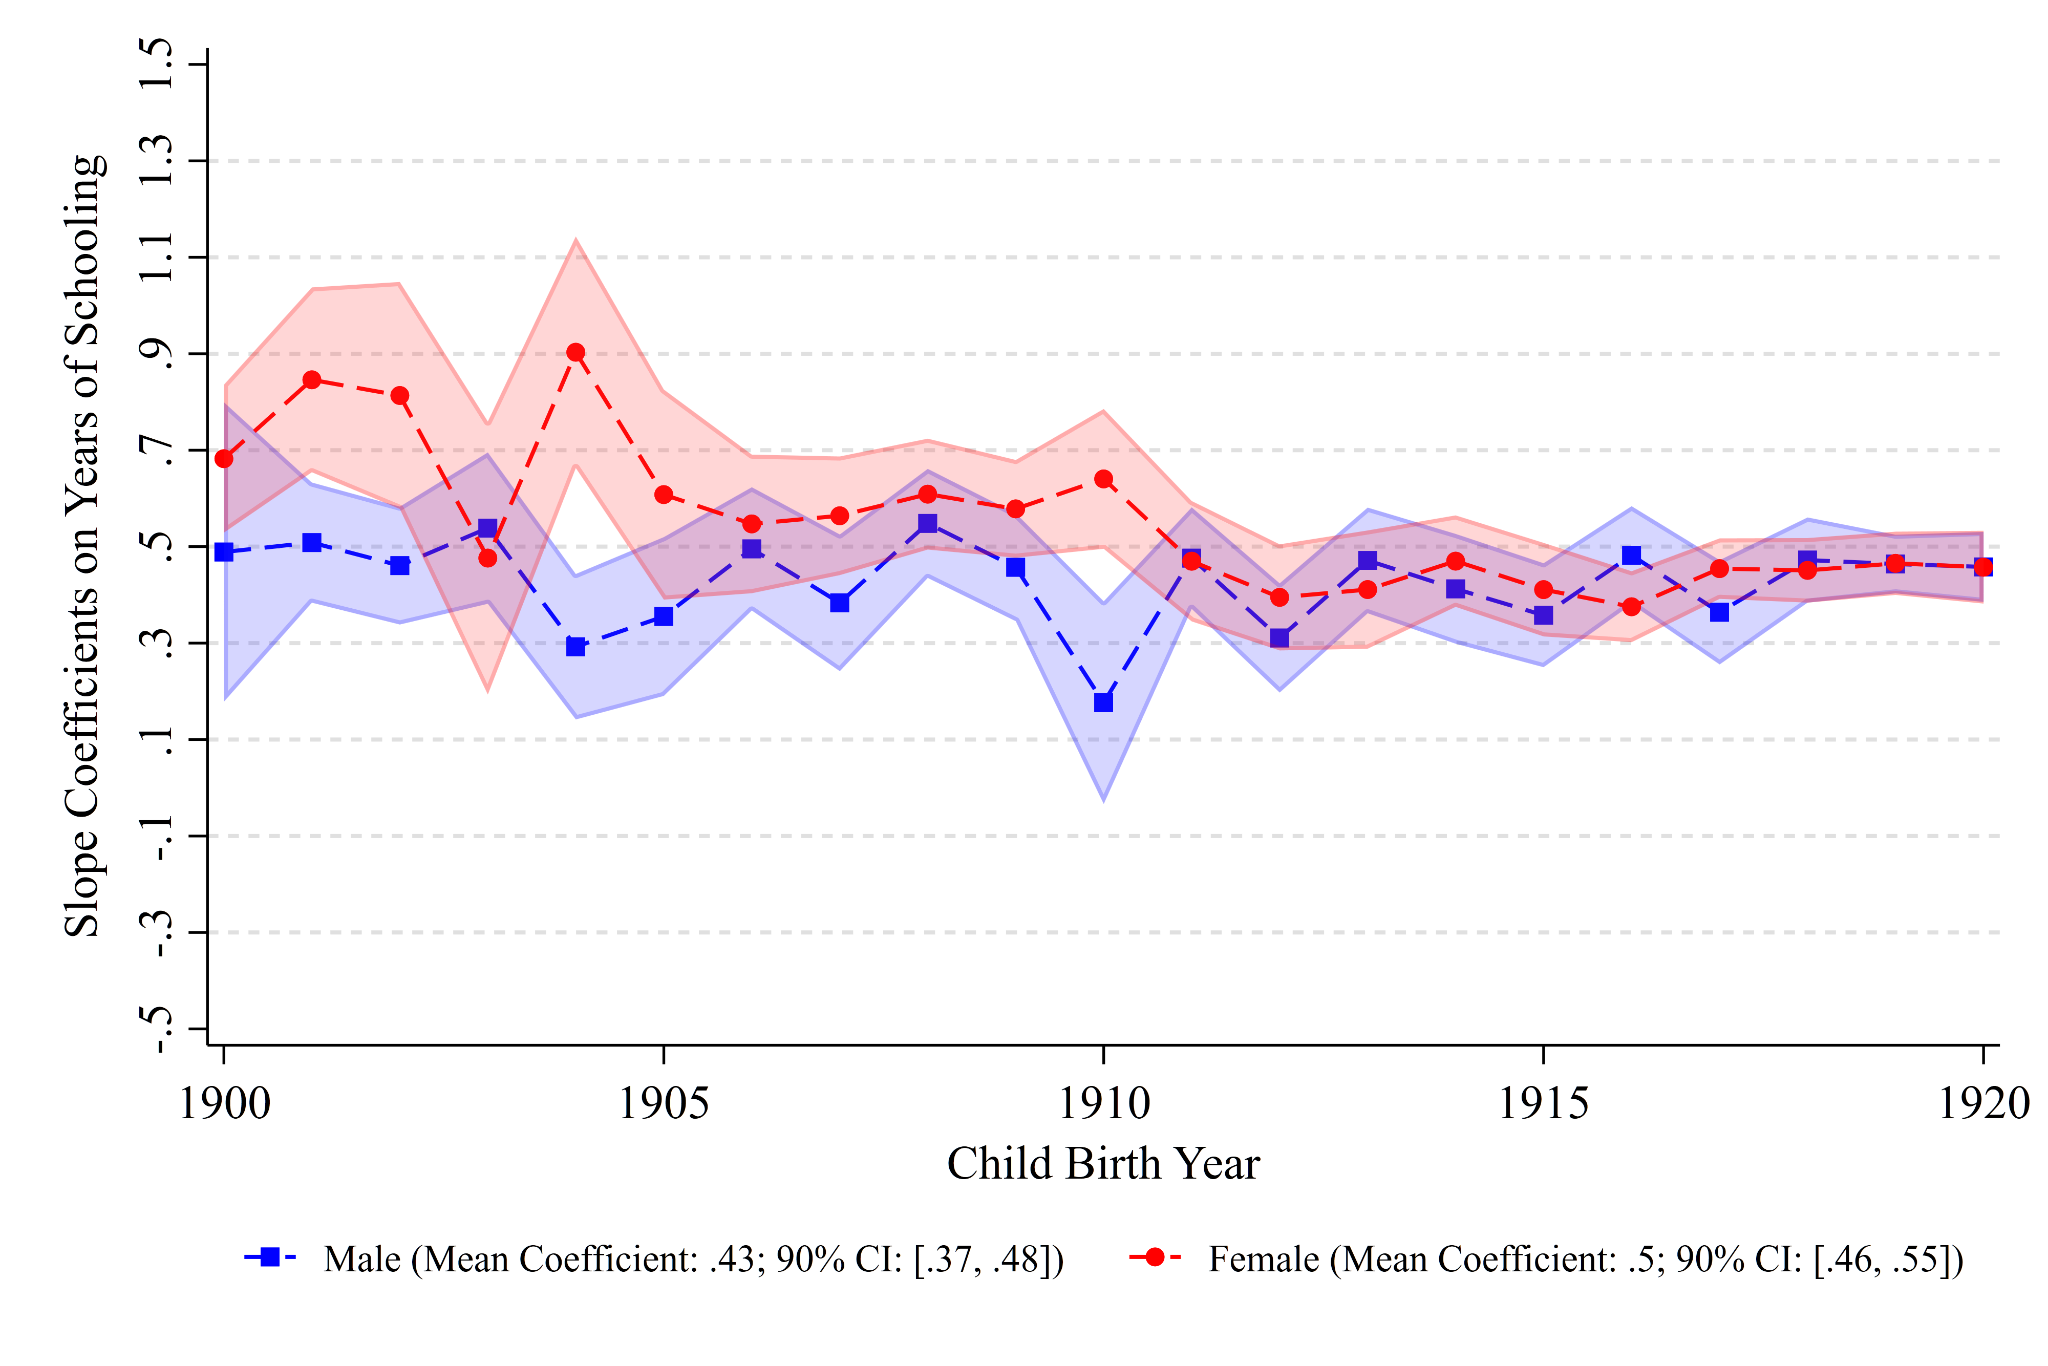 Slope Coefficients on Years of Schooling
1.5
1.3
1.1
.9
.7
.5
.3
.1
-.1
-.3
-.5
1900 1905 1910 1915 1920
Child Birth Year
Male (Mean Coefficient: .43; 90% CI: [.37, .48]) Female (Mean Coefficient: .5; 90% CI: [.46, .55])